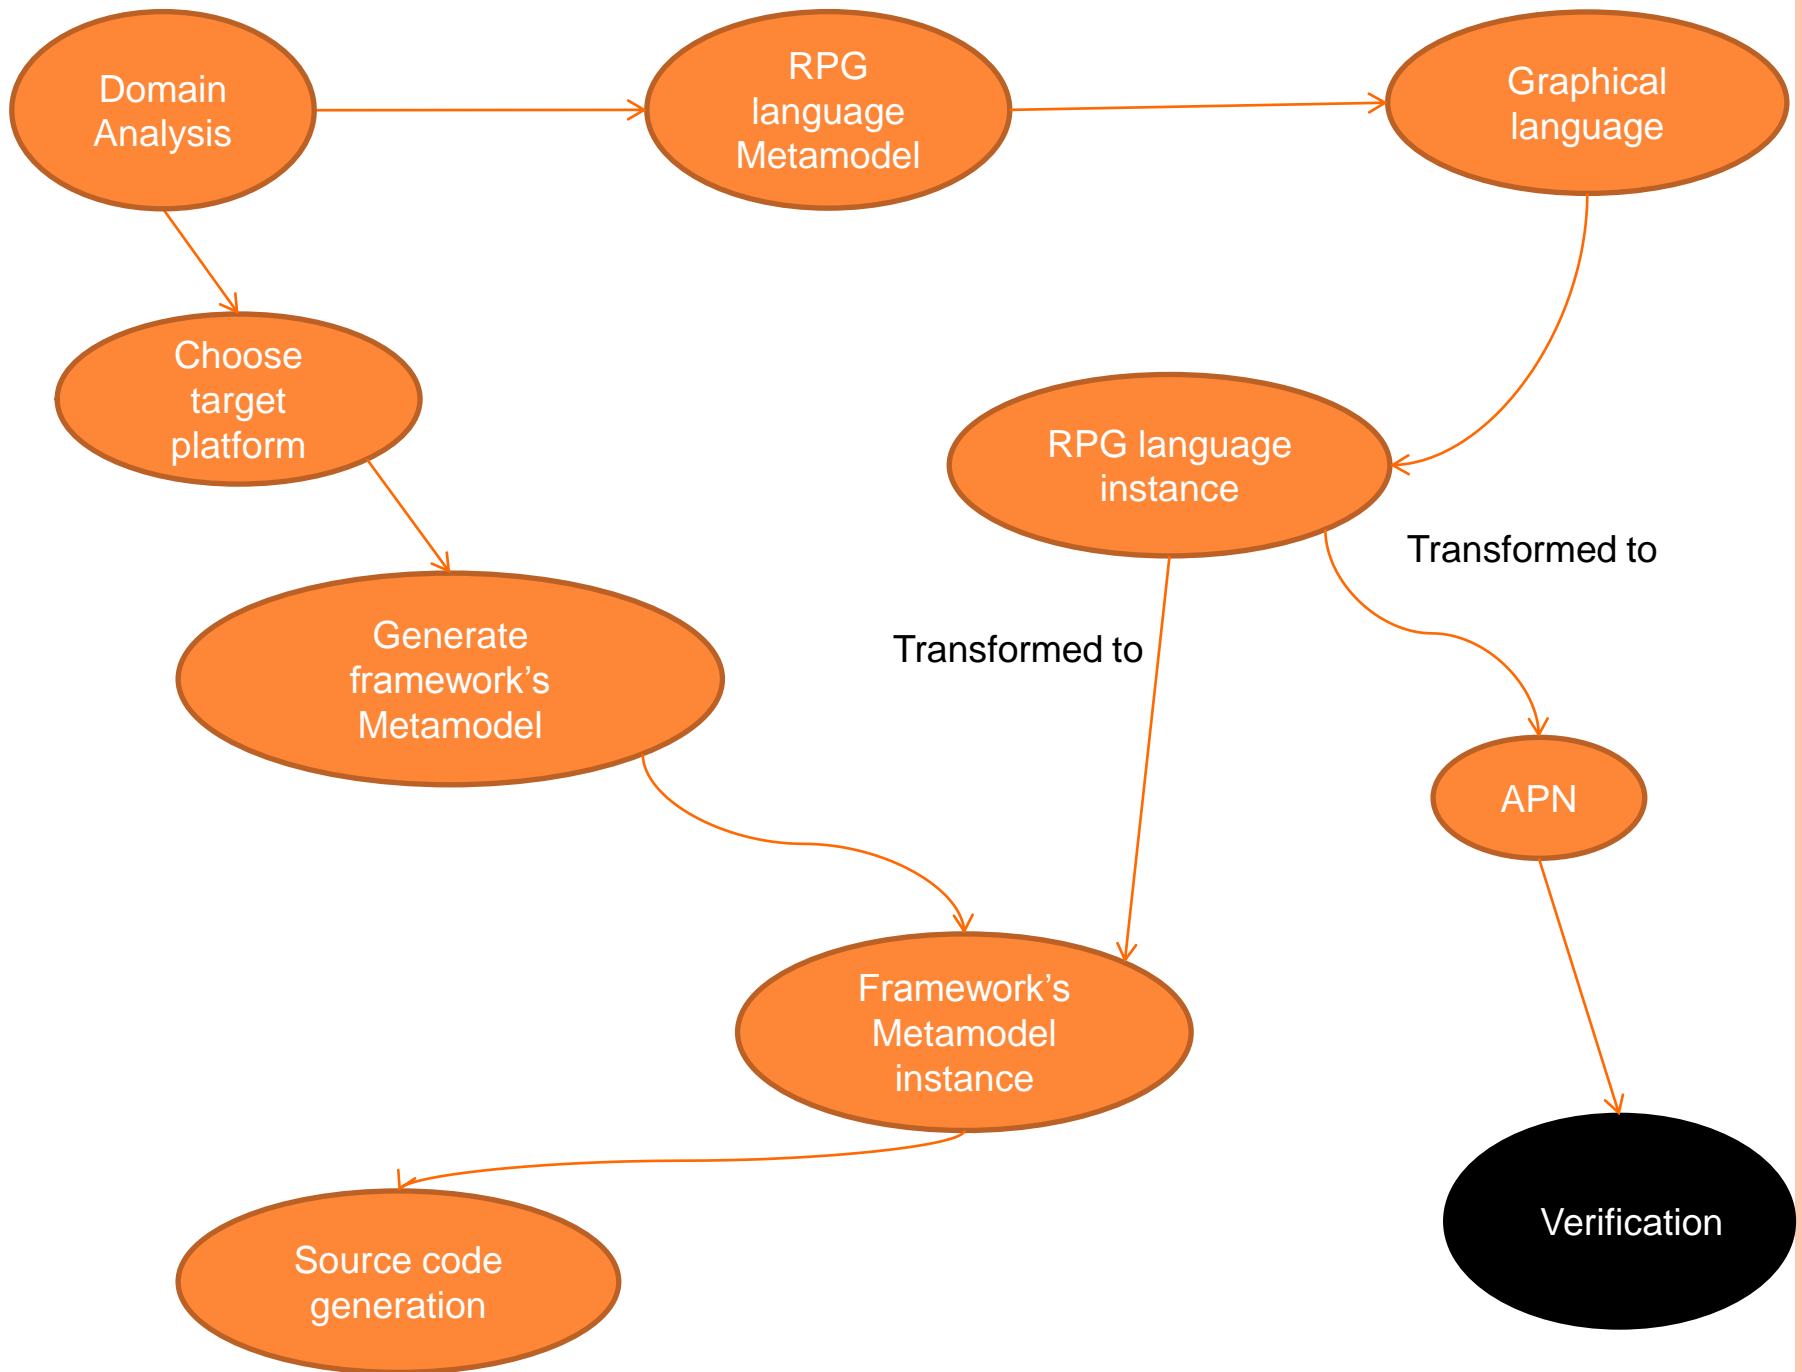 Domain
Analysis
RPG
language
Metamodel
Graphical
language
Choose
target
platform
RPG language
instance
Transformed to
Generate
framework’s
Metamodel
Transformed to
APN
Framework’s
Metamodel
instance
Verification
Source code
generation